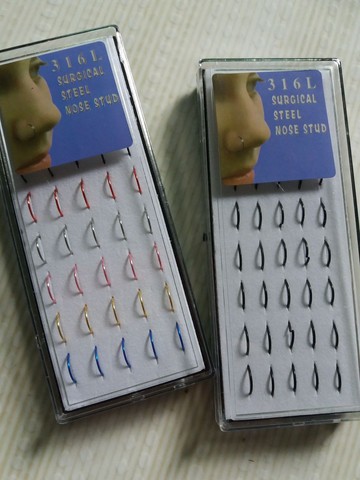 316L
SURGICAL
STEEL
NOSE STUD
316L
SURGICAL
STEEL
NOSE STUD